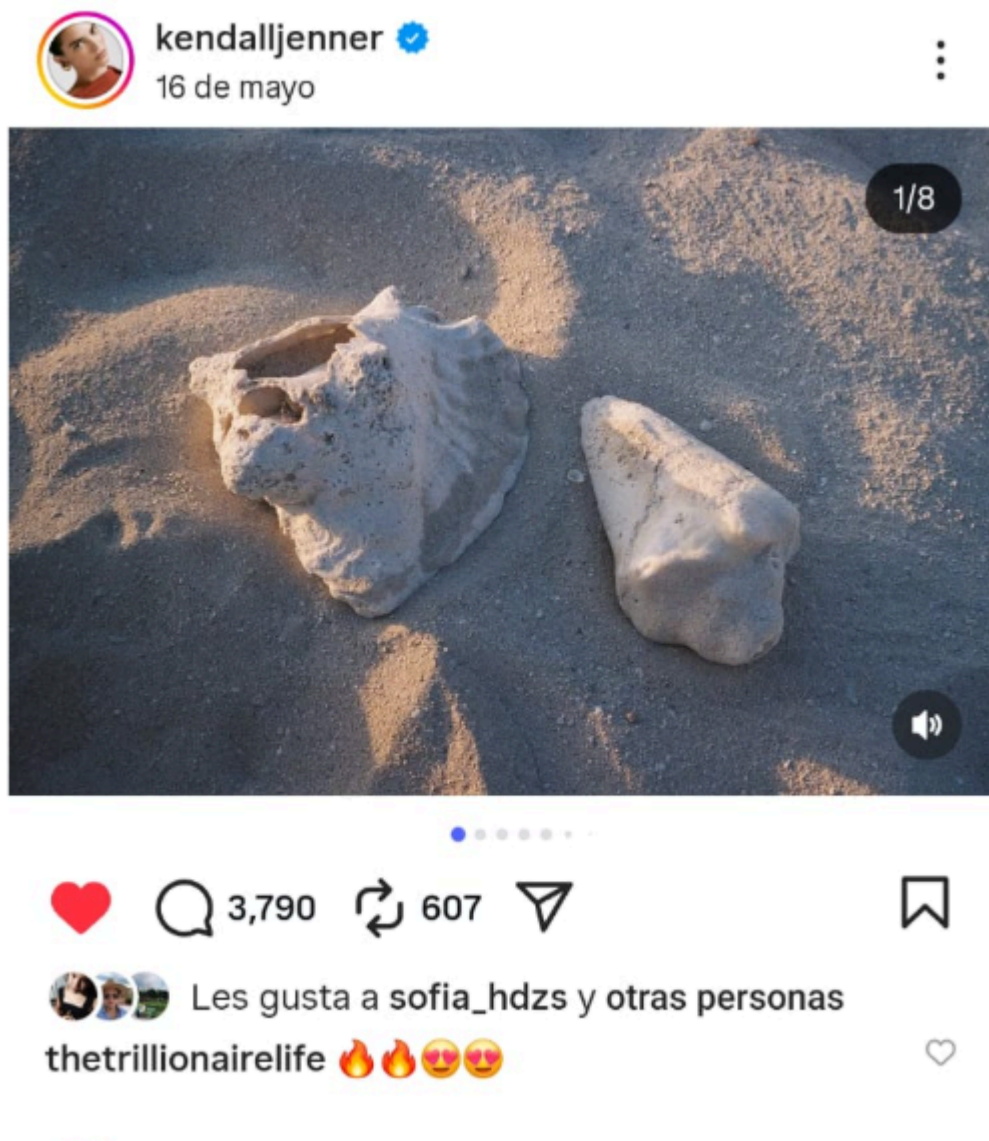 kendalljenner
16 de mayo
1/8
3,790 607
Les gusta a sofia_hdzs y otras personas
thetrillionairelife 🔥🔥😍😍